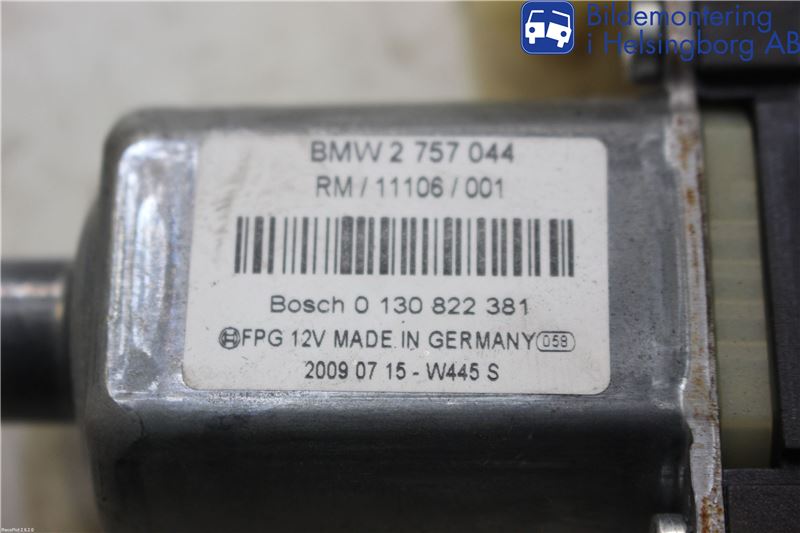 Bildemontering
i Helsingborg AB
BMW 2 757 044
RM / 11106 / 001
Bosch 0 130 822 381
FPG 12V MADE IN GERMANY 058
2009 07 15 - W445 S